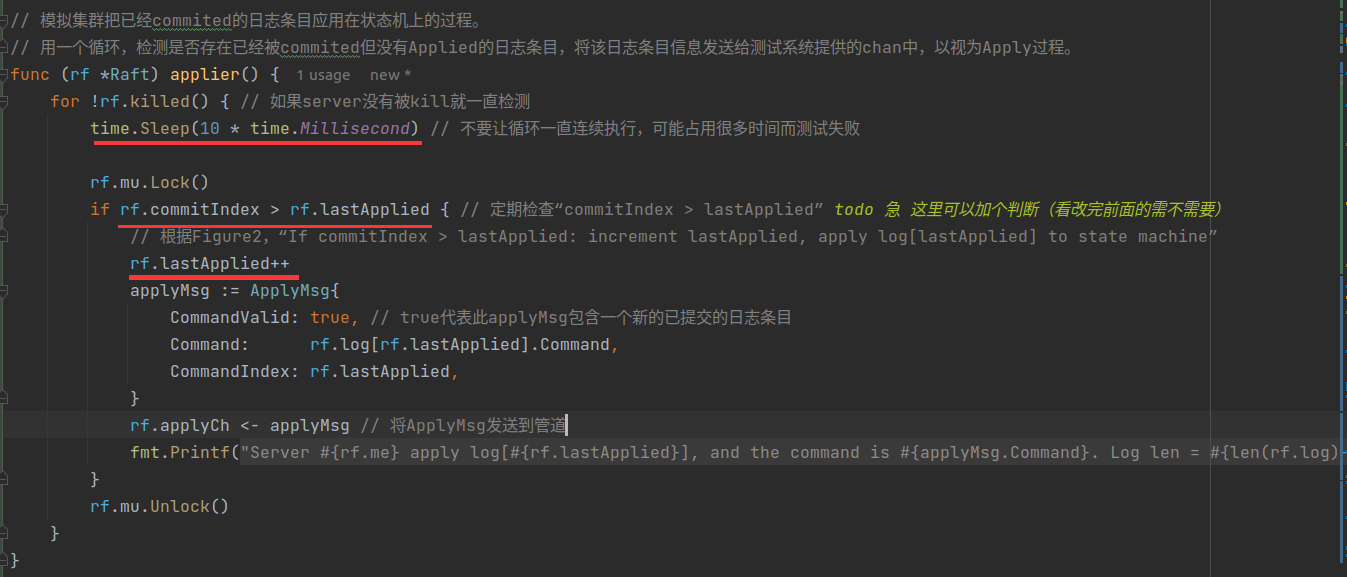 // 模拟集群把已经commited的日志条目应用在状态机上的过程。
// 用一个循环，检测是否存在已经被commited但没有Applied的日志条目，将该日志条目信息发送给测试系统提供的chan中，以视为Apply过程。
func (rf *Raft) applier() { 1 usage new *
for !rf.killed() { // 如果server没有被kill就一直检测
time.Sleep(10 * time.Millisecond) // 不要让循环一直连续执行，可能占用很多时间而测试失败
rf.mu.Lock()
if rf.commitIndex > rf.lastApplied { // 定期检查“commitIndex > lastApplied” todo 急 这里可以加个判断（看改完前面的需不需要）
// 根据Figure2，“If commitIndex > lastApplied: increment lastApplied, apply log[lastApplied] to state machine”
rf.lastApplied++
applyMsg := ApplyMsg{
CommandValid: true, // true代表此applyMsg包含一个新的已提交的日志条目
Command: rf.log[rf.lastApplied].Command,
CommandIndex: rf.lastApplied,
}
rf.applyCh <- applyMsg // 将ApplyMsg发送到管道
fmt.Printf("Server #{rf.me} apply log[#{rf.lastApplied}], and the command is #{applyMsg.Command}. Log len = #{len(rf.log)
}
rf.mu.Unlock()
}
}